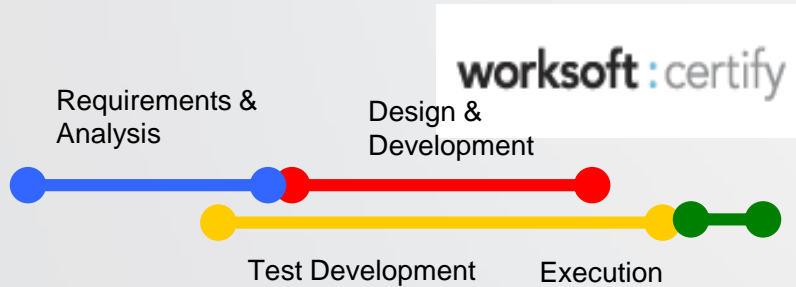 worksoft : certify
Requirements &
Analysis
Design &
Development
Test Development
Execution